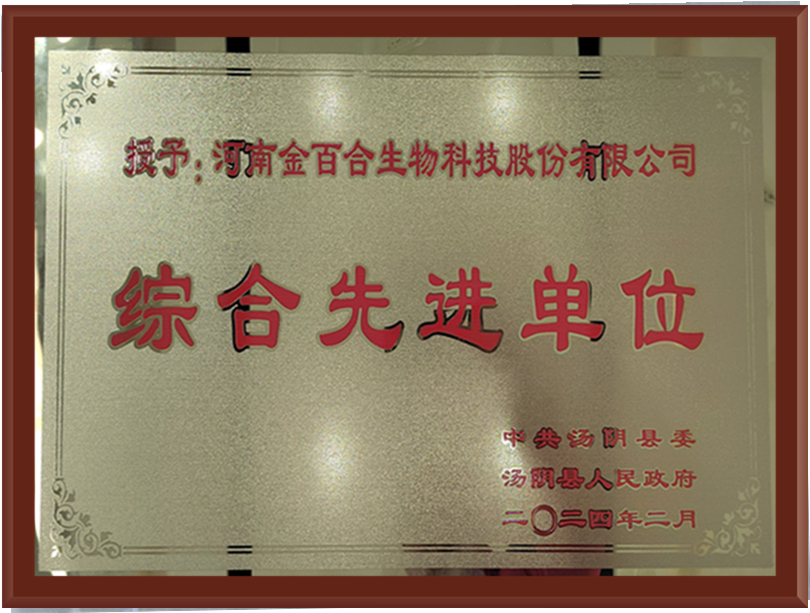 授予：河南金百合生物科技股份有限公司
综合先进单位
中共汤阴县委
汤阴县人民政府
二〇二四年二月